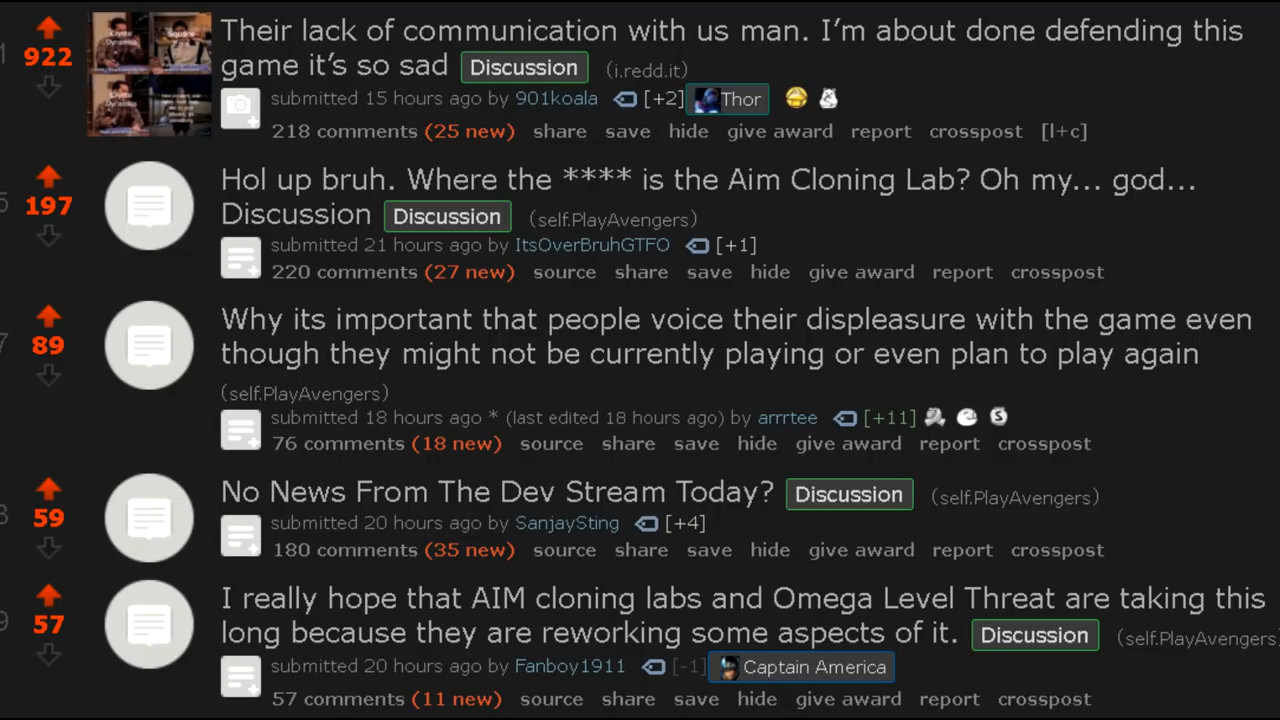 922
Crystal Dynamics
Square
Crystal Dynamics
Their lack of communication with us man. I'm about done defending this
game it's so sad Discussion (i.redd.it)
submitted 15 hours ago by 901koala [+2] Thor
218 comments (25 new) share save hide give award report crosspost [l+c]
197
Hol up bruh. Where the **** is the Aim Cloning Lab? Oh my... god...
Discussion Discussion (self.PlayAvengers)
submitted 21 hours ago by ItsOverBruhGTFO [+1]
220 comments (27 new) source share save hide give award report crosspost
89
Why its important that people voice their displeasure with the game even
though they might not be currently playing or even plan to play again
(self.PlayAvengers)
submitted 18 hours ago * (last edited 18 hours ago) by arrrtee [+11]
76 comments (18 new) source share save hide give award report crosspost
59
No News From The Dev Stream Today? Discussion (self.PlayAvengers)
submitted 20 hours ago by SanjaySting [+4]
180 comments (35 new) source share save hide give award report crosspost
57
I really hope that AIM cloning labs and Omega Level Threat are taking this
long because they are reworking some aspects of it. Discussion (self.PlayAvengers
submitted 20 hours ago by Fanboy1911 [-1] Captain America
57 comments (11 new) source share save hide give award report crosspost